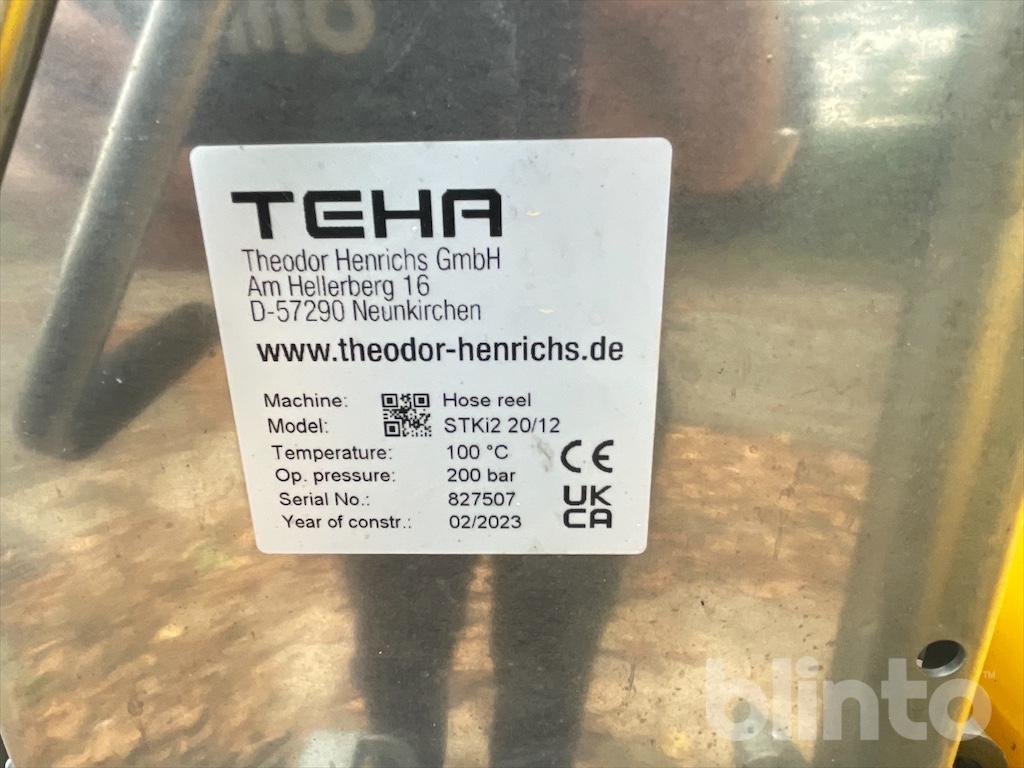 TEHA
Theodor Henrichs GmbH
Am Hellerberg 16
D-57290 Neunkirchen
www.theodor-henrichs.de
Machine: Hose reel
Model: STKi2 20/12
Temperature: 100 °C
Op. pressure: 200 bar
Serial No.: 827507
Year of constr.: 02/2023
CE
UK
CA
blinto™